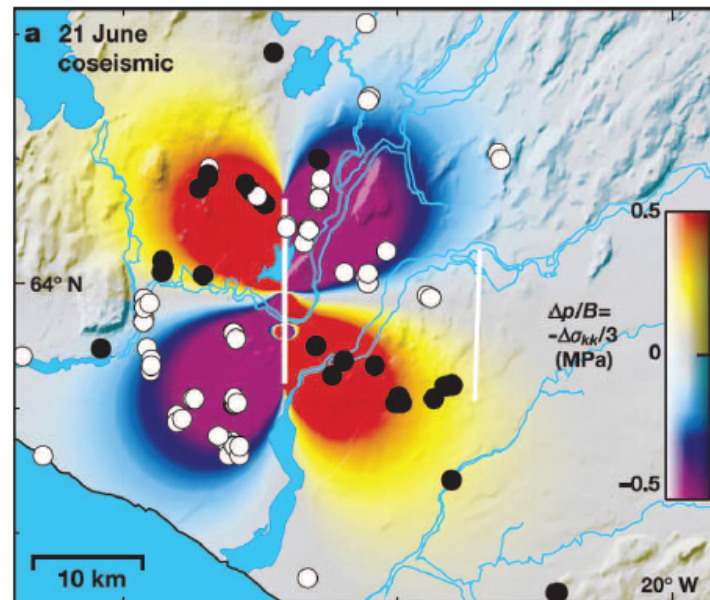 a 21 June
coseismic
64° N
0.5
Δp/B=
-Δσkk/3
(MPa)
0
–0.5
10 km
20° W